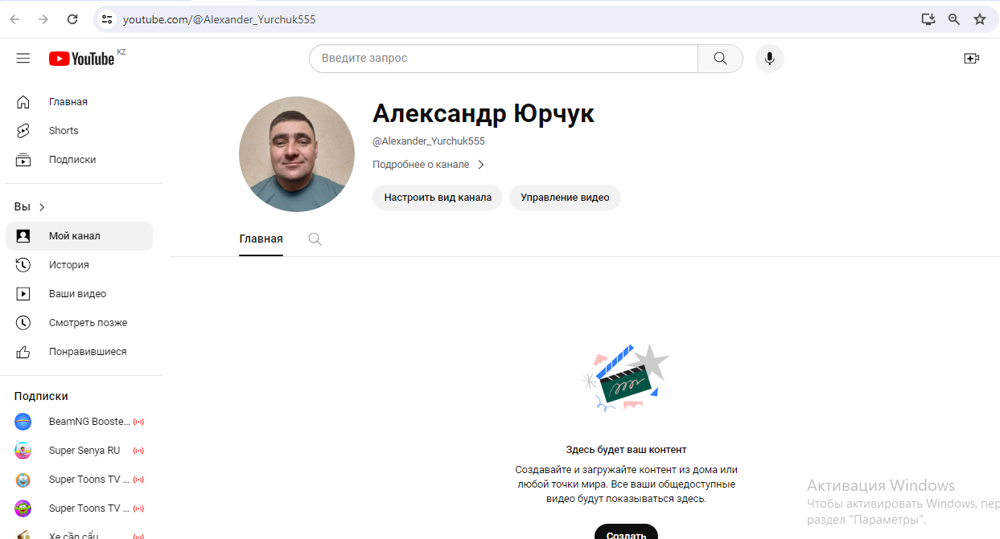 youtube.com/@Alexander_Yurchuk555
YouTube KZ
Введите запрос
Главная
Shorts
Подписки
Вы
Мой канал
История
Ваши видео
Смотреть позже
Понравившиеся
Подписки
BeamNG Booste...
Super Senya RU
Super Toons TV ...
Super Toons TV ...
Xe cần cẩu
Александр Юрчук
@Alexander_Yurchuk555
Подробнее о канале
Настроить вид канала
Управление видео
Главная
Здесь будет ваш контент
Создавайте и загружайте контент из дома или
любой точки мира. Все ваши общедоступные
видео будут показываться здесь.
Создать
Активация Windows
Чтобы активировать Windows, пер
раздел "Параметры".